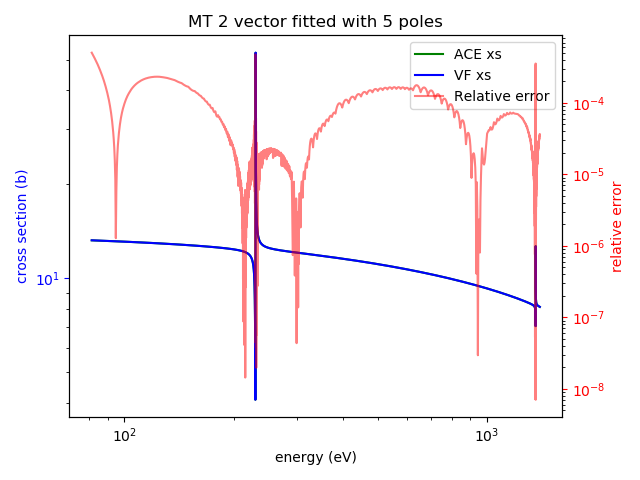 MT 2 vector fitted with 5 poles
ACE xs
VF xs
Relative error
cross section (b)
10¹
10⁻⁴
10⁻⁵
10⁻⁶
10⁻⁷
10⁻⁸
relative error
10² 10³
energy (eV)